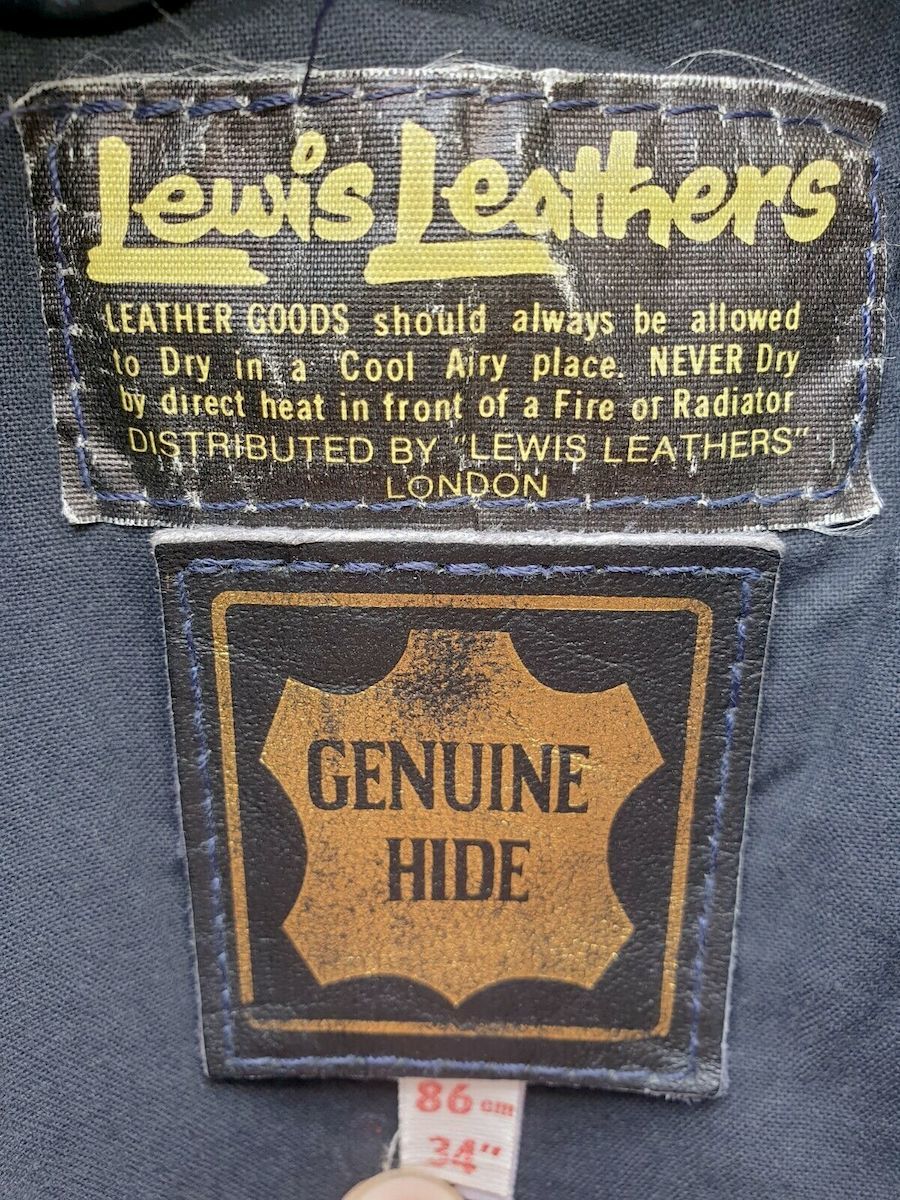 Lewis Leathers
LEATHER GOODS should always be allowed
to Dry in a Cool Airy place. NEVER Dry
by direct heat in front of a Fire or Radiator
DISTRIBUTED BY "LEWIS LEATHERS"
LONDON
GENUINE
HIDE
86 cm
34"